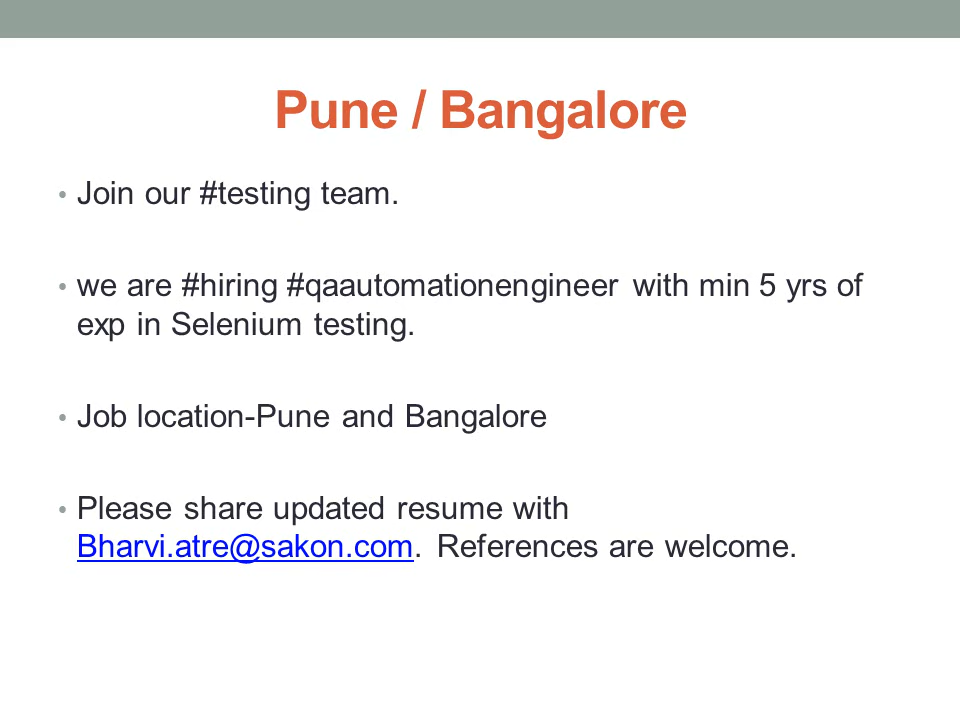 Pune / Bangalore
• Join our #testing team.
• we are #hiring #qaautomationengineer with min 5 yrs of
exp in Selenium testing.
• Job location-Pune and Bangalore
• Please share updated resume with
Bharvi.atre@sakon.com. References are welcome.